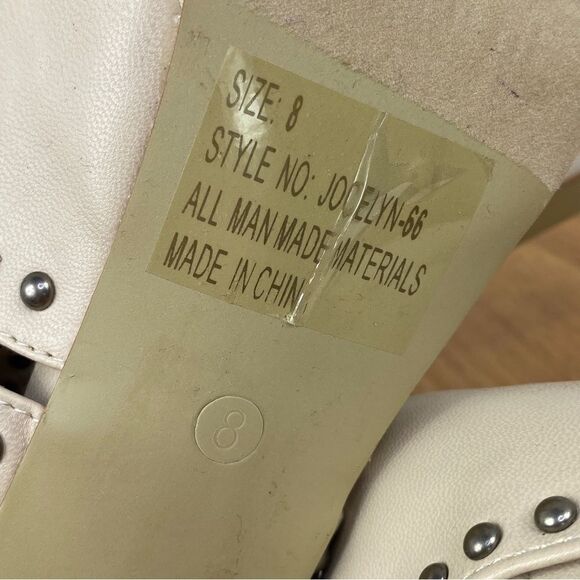 SIZE: 8
STYLE NO: JOCELYN-66
ALL MAN MADE MATERIALS
MADE IN CHINA
8